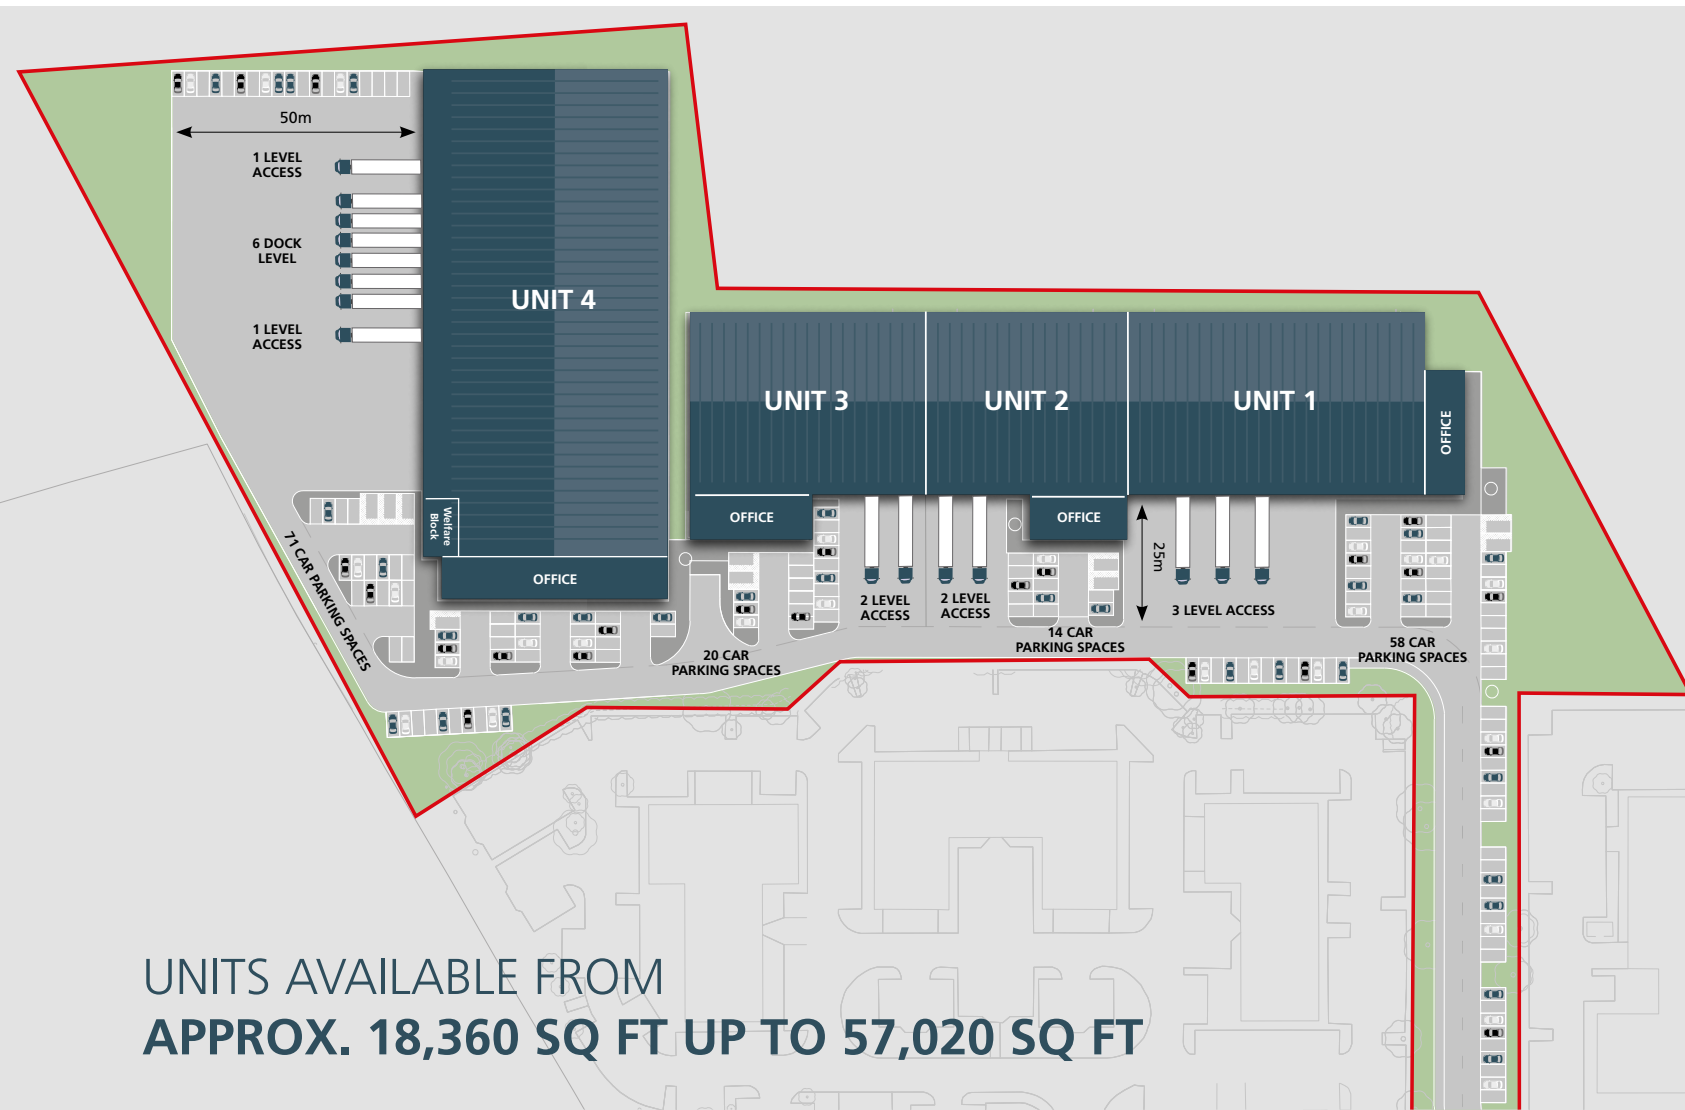 50m
1 LEVEL
ACCESS
6 DOCK
LEVEL
1 LEVEL
ACCESS
UNIT 4
Welfare
Block
OFFICE
71 CAR PARKING SPACES
UNIT 3
OFFICE
2 LEVEL
ACCESS
20 CAR
PARKING SPACES
UNIT 2
OFFICE
2 LEVEL
ACCESS
14 CAR
PARKING SPACES
25m
UNIT 1
OFFICE
3 LEVEL ACCESS
58 CAR
PARKING SPACES
UNITS AVAILABLE FROM
APPROX. 18,360 SQ FT UP TO 57,020 SQ FT